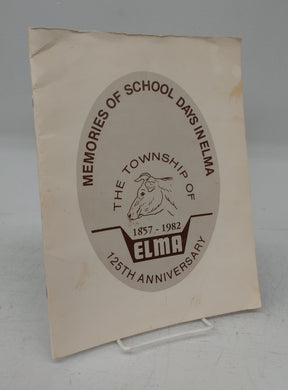 MEMORIES OF SCHOOL DAYS IN ELMA
THE TOWNSHIP OF
1857 - 1982
ELMA
125TH ANNIVERSARY